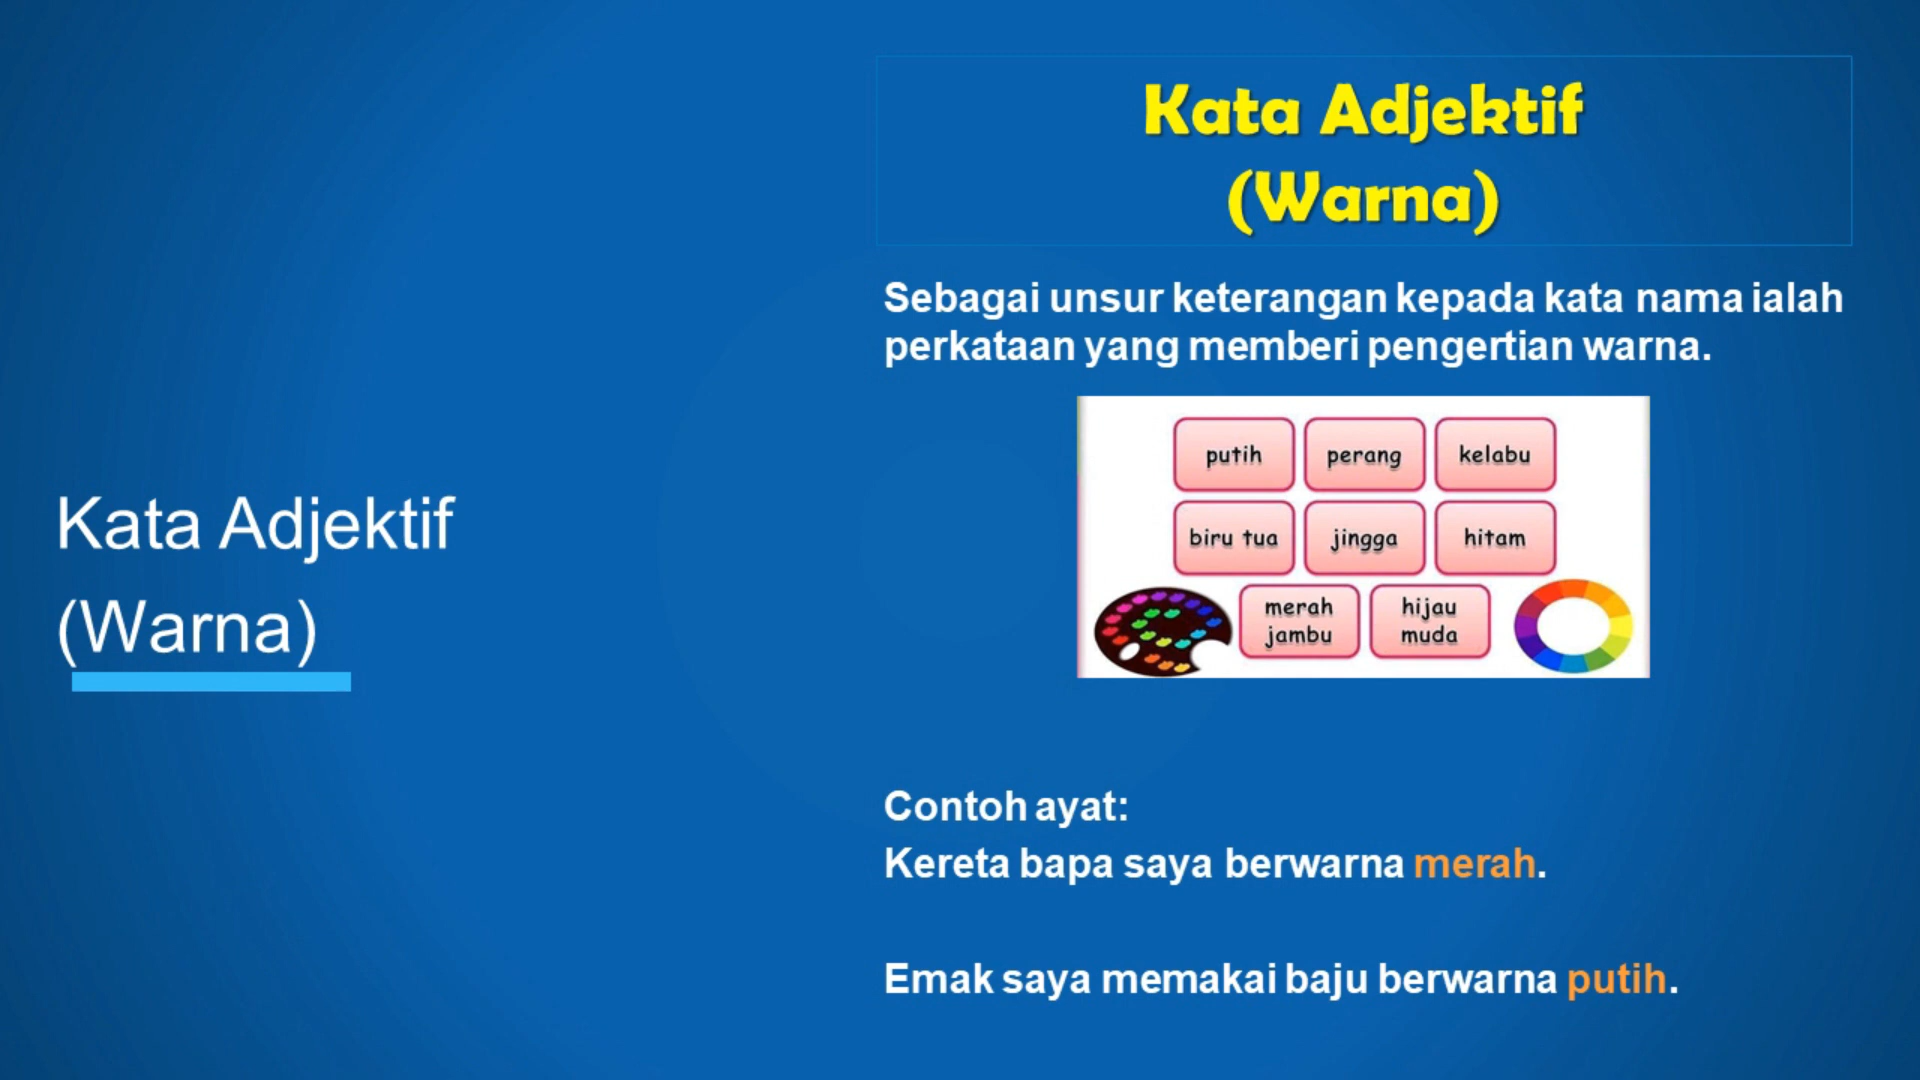 Kata Adjektif
(Warna)
Kata Adjektif
(Warna)
Sebagai unsur keterangan kepada kata nama ialah
perkataan yang memberi pengertian warna.
putih
perang
kelabu
biru tua
jingga
hitam
merah
jambu
hijau
muda
Contoh ayat:
Kereta bapa saya berwarna merah.
Emak saya memakai baju berwarna putih.